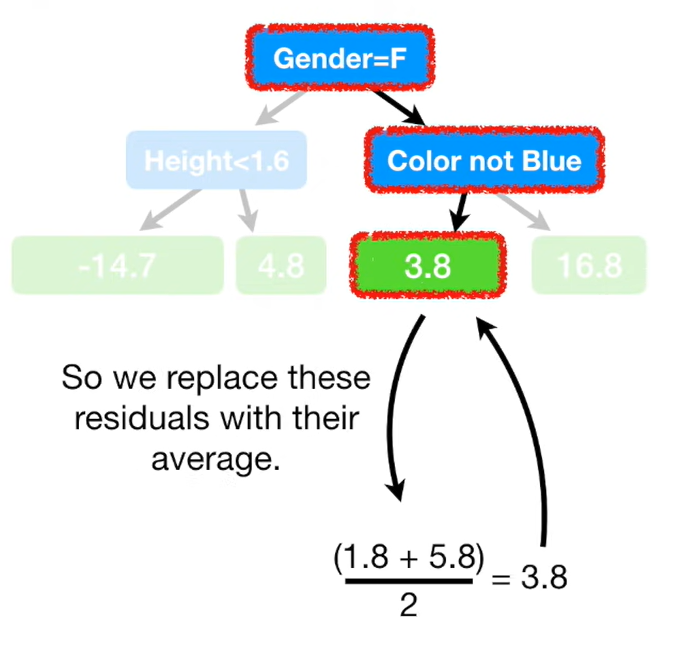 Gender=F
Height<1.6
Color not Blue
-14.7
4.8
3.8
16.8
So we replace these
residuals with their
average.
(1.8 + 5.8)
2
= 3.8